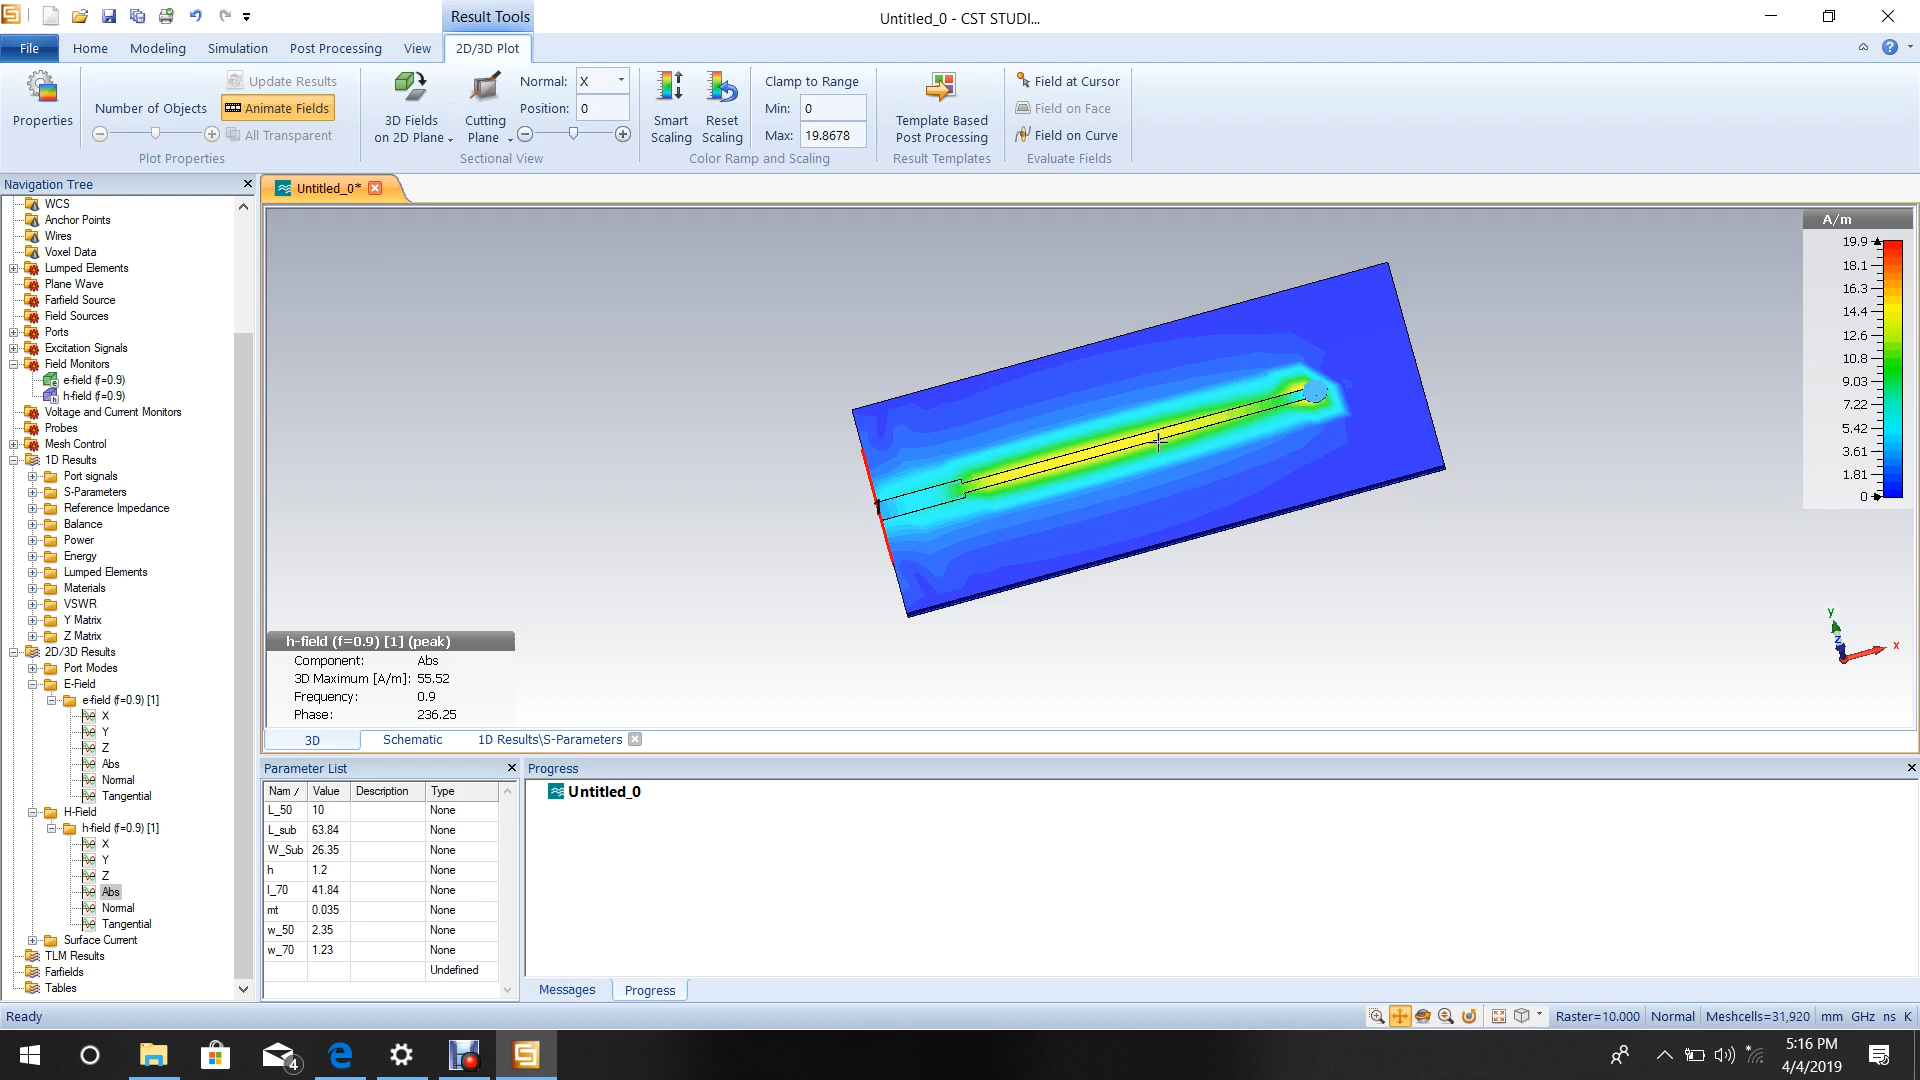 Result Tools
Untitled_0 - CST STUDI...
File
Home
Modeling
Simulation
Post Processing
View
2D/3D Plot
Properties
Number of Objects
Update Results
Animate Fields
All Transparent
Plot Properties
3D Fields
on 2D Plane
Cutting
Plane
Normal: X
Position: 0
Sectional View
Smart
Scaling
Reset
Scaling
Clamp to Range
Min: 0
Max: 19.8678
Color Ramp and Scaling
Template Based
Post Processing
Result Templates
Field at Cursor
Field on Face
Field on Curve
Evaluate Fields
Navigation Tree
WCS
Anchor Points
Wires
Voxel Data
Lumped Elements
Plane Wave
Farfield Source
Field Sources
Ports
Excitation Signals
Field Monitors
e-field (f=0.9)
h-field (f=0.9)
Voltage and Current Monitors
Probes
Mesh Control
1D Results
Port signals
S-Parameters
Reference Impedance
Balance
Power
Energy
Lumped Elements
Materials
VSWR
Y Matrix
Z Matrix
2D/3D Results
Port Modes
E-Field
e-field (f=0.9) [1]
X
Y
Z
Abs
Normal
Tangential
H-Field
h-field (f=0.9) [1]
X
Y
Z
Abs
Normal
Tangential
Surface Current
TLM Results
Farfields
Tables
Untitled_0*
A/m
19.9
18.1
16.3
14.4
12.6
10.8
9.03
7.22
5.42
3.61
1.81
0
y
z
x
h-field (f=0.9) [1] (peak)
Component: Abs
3D Maximum [A/m]: 55.52
Frequency: 0.9
Phase: 236.25
3D
Schematic
1D Results\S-Parameters
Parameter List
Nam / Value Description Type
L_50 10 None
L_sub 63.84 None
W_Sub 26.35 None
h 1.2 None
l_70 41.84 None
mt 0.035 None
w_50 2.35 None
w_70 1.23 None
Undefined
Progress
Untitled_0
Messages
Progress
Ready
Raster=10.000 Normal Meshcells=31,920 mm GHz ns K
4
5:16 PM
4/4/2019